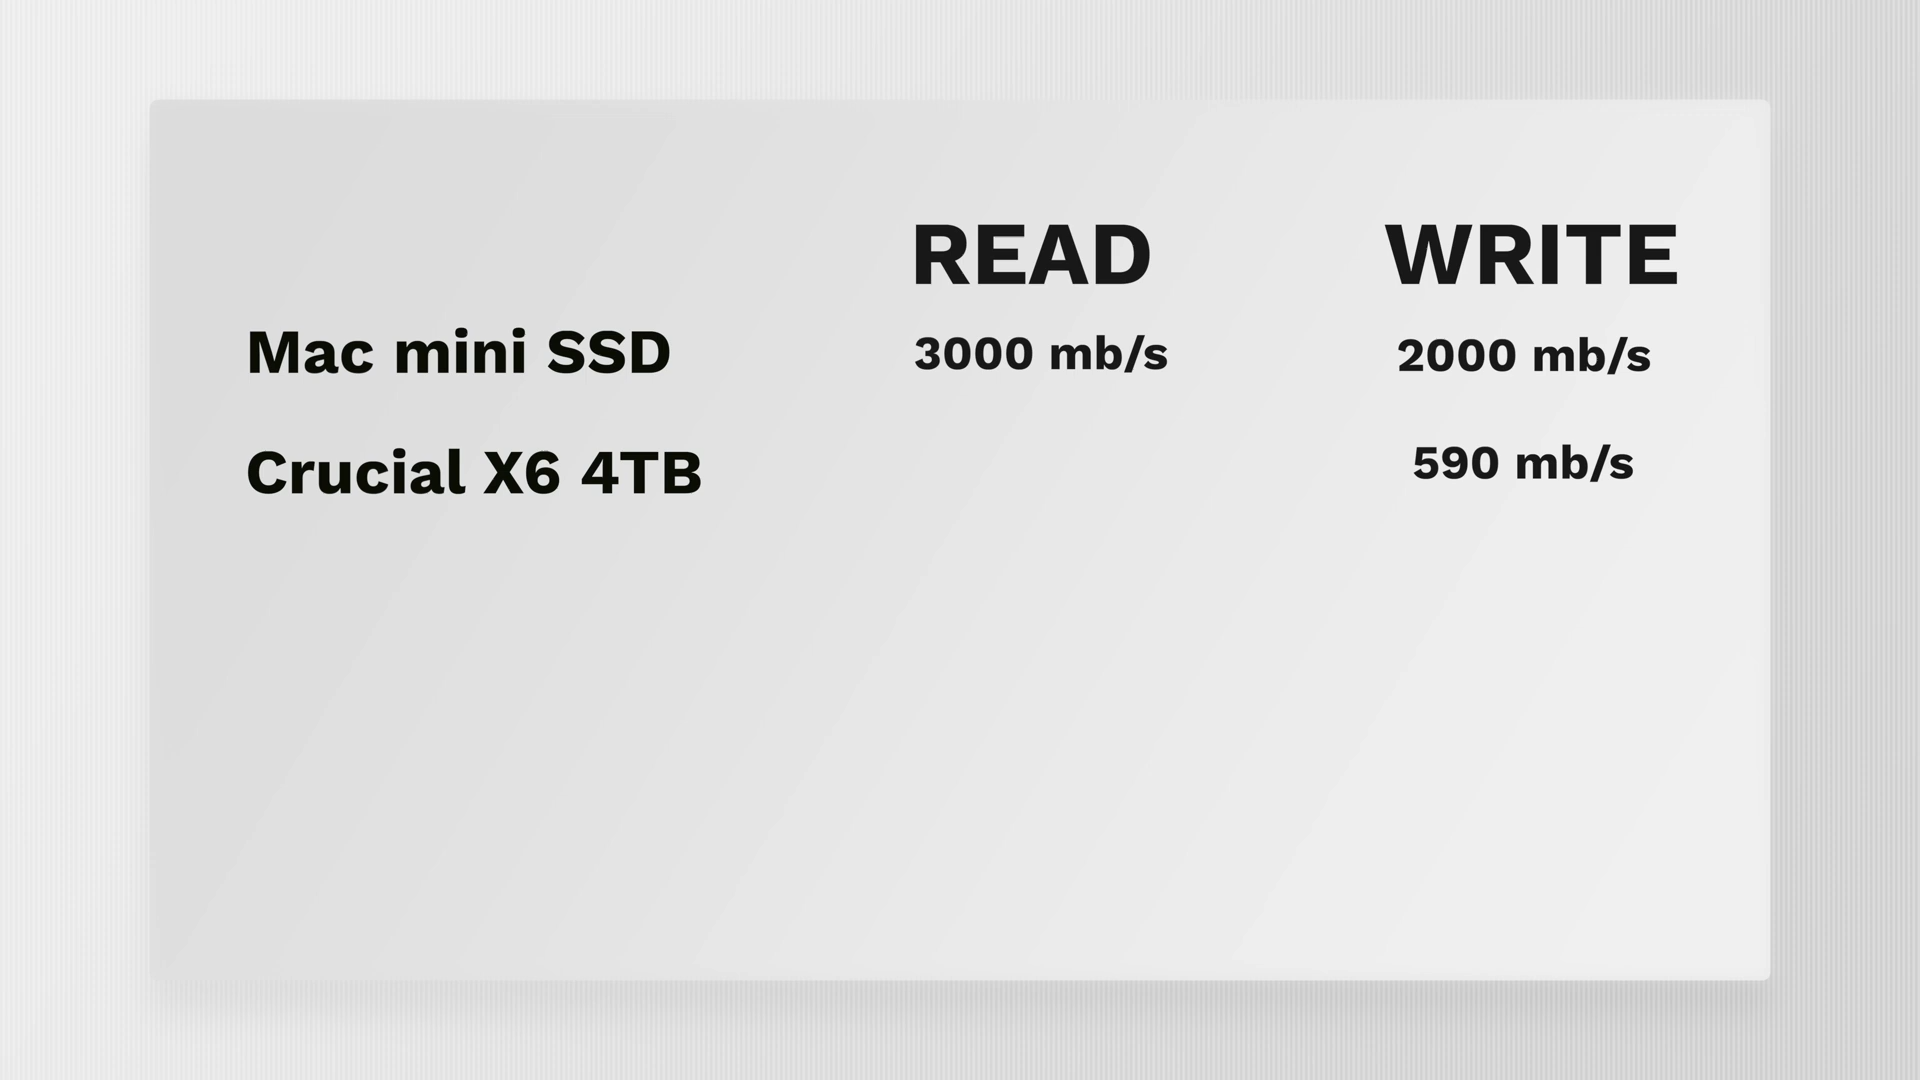 READ WRITE
Mac mini SSD 3000 mb/s 2000 mb/s
Crucial X6 4TB 590 mb/s